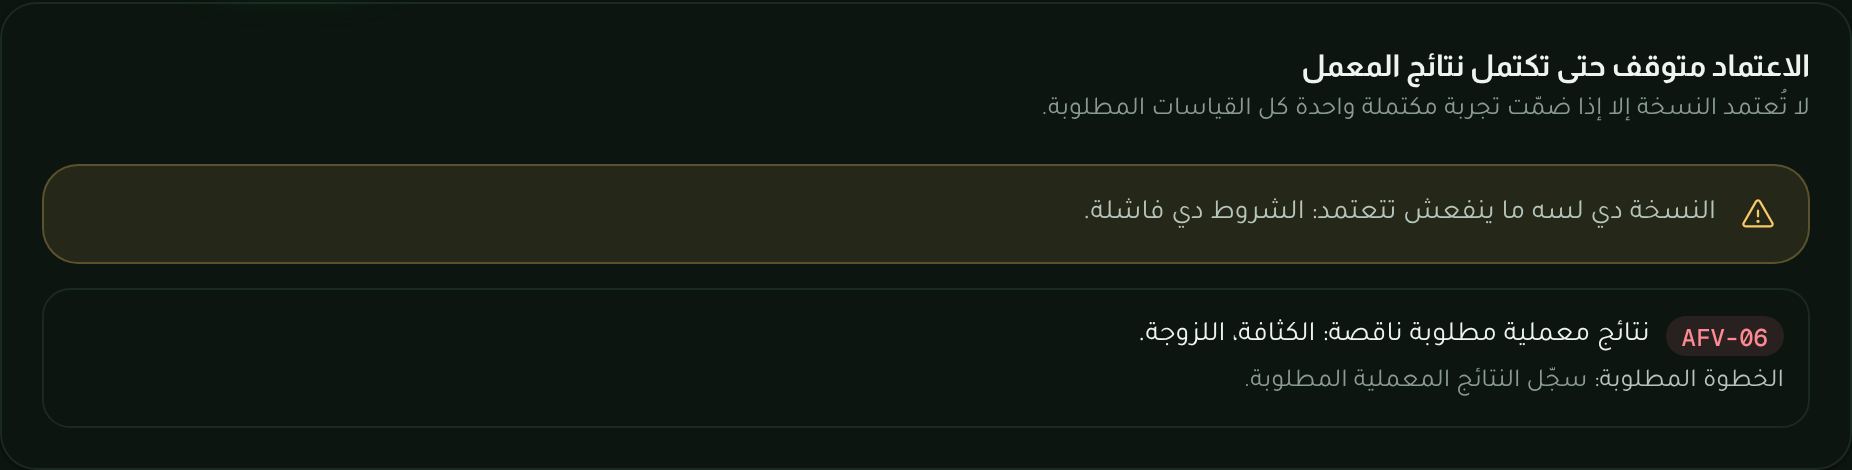 الاعتماد متوقف حتى تكتمل نتائج المعمل
لا تُعتمد النسخة إلا إذا ضمّت تجربة مكتملة واحدة كل القياسات المطلوبة.
النسخة دي لسه ما ينفعش تتعتمد: الشروط دي فاشلة.
AFV-06 نتائج معملية مطلوبة ناقصة: الكثافة، اللزوجة.
الخطوة المطلوبة: سجّل النتائج المعملية المطلوبة.